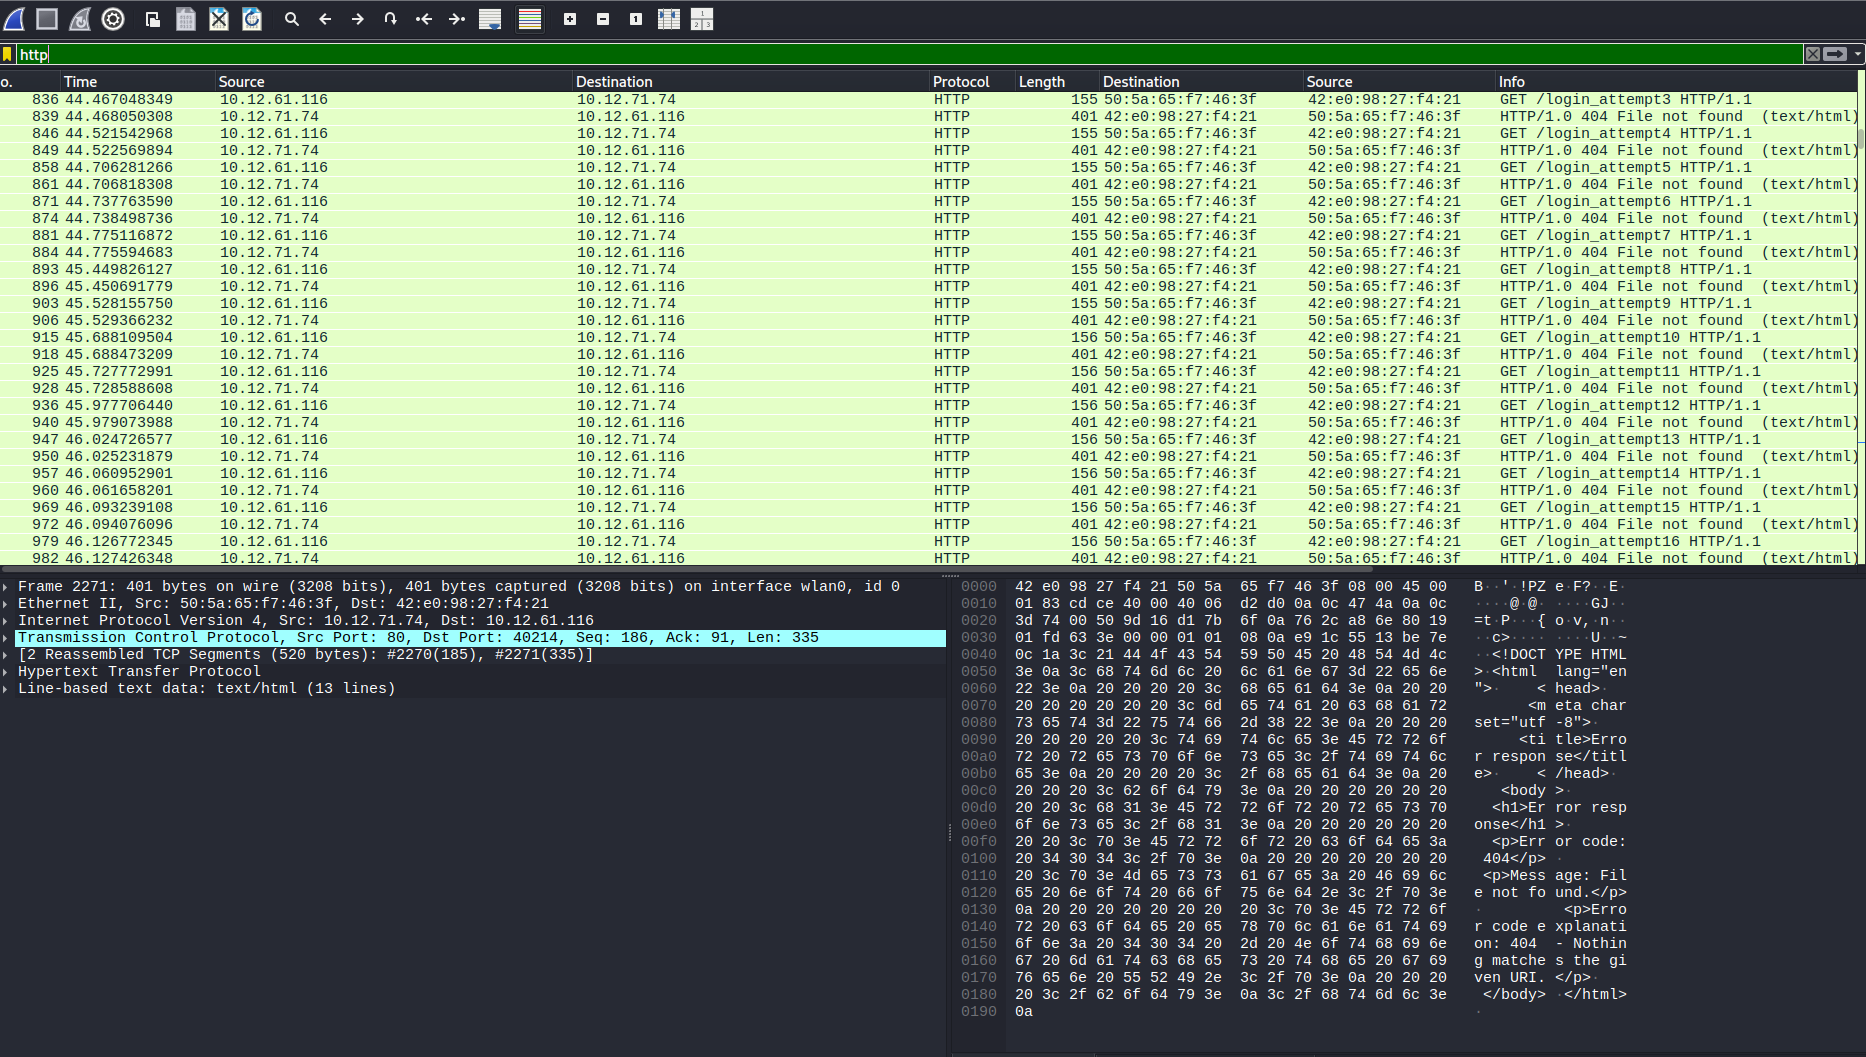 http
o. Time Source Destination Protocol Length Destination Source Info
836 44.467048349 10.12.61.116 10.12.71.74 HTTP 155 50:5a:65:f7:46:3f 42:e0:98:27:f4:21 GET /login_attempt3 HTTP/1.1
839 44.468050308 10.12.71.74 10.12.61.116 HTTP 401 42:e0:98:27:f4:21 50:5a:65:f7:46:3f HTTP/1.0 404 File not found (text/html)
846 44.521542968 10.12.61.116 10.12.71.74 HTTP 155 50:5a:65:f7:46:3f 42:e0:98:27:f4:21 GET /login_attempt4 HTTP/1.1
849 44.522569894 10.12.71.74 10.12.61.116 HTTP 401 42:e0:98:27:f4:21 50:5a:65:f7:46:3f HTTP/1.0 404 File not found (text/html)
858 44.706281266 10.12.61.116 10.12.71.74 HTTP 155 50:5a:65:f7:46:3f 42:e0:98:27:f4:21 GET /login_attempt5 HTTP/1.1
861 44.706818308 10.12.71.74 10.12.61.116 HTTP 401 42:e0:98:27:f4:21 50:5a:65:f7:46:3f HTTP/1.0 404 File not found (text/html)
871 44.737763590 10.12.61.116 10.12.71.74 HTTP 155 50:5a:65:f7:46:3f 42:e0:98:27:f4:21 GET /login_attempt6 HTTP/1.1
874 44.738498736 10.12.71.74 10.12.61.116 HTTP 401 42:e0:98:27:f4:21 50:5a:65:f7:46:3f HTTP/1.0 404 File not found (text/html)
881 44.775116872 10.12.61.116 10.12.71.74 HTTP 155 50:5a:65:f7:46:3f 42:e0:98:27:f4:21 GET /login_attempt7 HTTP/1.1
884 44.775594683 10.12.71.74 10.12.61.116 HTTP 401 42:e0:98:27:f4:21 50:5a:65:f7:46:3f HTTP/1.0 404 File not found (text/html)
893 45.449826127 10.12.61.116 10.12.71.74 HTTP 155 50:5a:65:f7:46:3f 42:e0:98:27:f4:21 GET /login_attempt8 HTTP/1.1
896 45.450691779 10.12.71.74 10.12.61.116 HTTP 401 42:e0:98:27:f4:21 50:5a:65:f7:46:3f HTTP/1.0 404 File not found (text/html)
903 45.528155750 10.12.61.116 10.12.71.74 HTTP 155 50:5a:65:f7:46:3f 42:e0:98:27:f4:21 GET /login_attempt9 HTTP/1.1
906 45.529366232 10.12.71.74 10.12.61.116 HTTP 401 42:e0:98:27:f4:21 50:5a:65:f7:46:3f HTTP/1.0 404 File not found (text/html)
915 45.688109504 10.12.61.116 10.12.71.74 HTTP 156 50:5a:65:f7:46:3f 42:e0:98:27:f4:21 GET /login_attempt10 HTTP/1.1
918 45.688473209 10.12.71.74 10.12.61.116 HTTP 401 42:e0:98:27:f4:21 50:5a:65:f7:46:3f HTTP/1.0 404 File not found (text/html)
925 45.727772991 10.12.61.116 10.12.71.74 HTTP 156 50:5a:65:f7:46:3f 42:e0:98:27:f4:21 GET /login_attempt11 HTTP/1.1
928 45.728588608 10.12.71.74 10.12.61.116 HTTP 401 42:e0:98:27:f4:21 50:5a:65:f7:46:3f HTTP/1.0 404 File not found (text/html)
936 45.977706440 10.12.61.116 10.12.71.74 HTTP 156 50:5a:65:f7:46:3f 42:e0:98:27:f4:21 GET /login_attempt12 HTTP/1.1
940 45.979073988 10.12.71.74 10.12.61.116 HTTP 401 42:e0:98:27:f4:21 50:5a:65:f7:46:3f HTTP/1.0 404 File not found (text/html)
947 46.024726577 10.12.61.116 10.12.71.74 HTTP 156 50:5a:65:f7:46:3f 42:e0:98:27:f4:21 GET /login_attempt13 HTTP/1.1
950 46.025231879 10.12.71.74 10.12.61.116 HTTP 401 42:e0:98:27:f4:21 50:5a:65:f7:46:3f HTTP/1.0 404 File not found (text/html)
957 46.060952901 10.12.61.116 10.12.71.74 HTTP 156 50:5a:65:f7:46:3f 42:e0:98:27:f4:21 GET /login_attempt14 HTTP/1.1
960 46.061658201 10.12.71.74 10.12.61.116 HTTP 401 42:e0:98:27:f4:21 50:5a:65:f7:46:3f HTTP/1.0 404 File not found (text/html)
969 46.093239108 10.12.61.116 10.12.71.74 HTTP 156 50:5a:65:f7:46:3f 42:e0:98:27:f4:21 GET /login_attempt15 HTTP/1.1
972 46.094076096 10.12.71.74 10.12.61.116 HTTP 401 42:e0:98:27:f4:21 50:5a:65:f7:46:3f HTTP/1.0 404 File not found (text/html)
979 46.126772345 10.12.61.116 10.12.71.74 HTTP 156 50:5a:65:f7:46:3f 42:e0:98:27:f4:21 GET /login_attempt16 HTTP/1.1
982 46.127426348 10.12.71.74 10.12.61.116 HTTP 401 42:e0:98:27:f4:21 50:5a:65:f7:46:3f HTTP/1.0 404 File not found (text/html)
Frame 2271: 401 bytes on wire (3208 bits), 401 bytes captured (3208 bits) on interface wlan0, id 0
Ethernet II, Src: 50:5a:65:f7:46:3f, Dst: 42:e0:98:27:f4:21
Internet Protocol Version 4, Src: 10.12.71.74, Dst: 10.12.61.116
Transmission Control Protocol, Src Port: 80, Dst Port: 40214, Seq: 186, Ack: 91, Len: 335
[2 Reassembled TCP Segments (520 bytes): #2270(185), #2271(335)]
Hypertext Transfer Protocol
Line-based text data: text/html (13 lines)
0000 42 e0 98 27 f4 21 50 5a 65 f7 46 3f 08 00 45 00 B··'·!PZ e·F?··E·
0010 01 83 cd ce 40 00 40 06 d2 d0 0a 0c 47 4a 0a 0c ····@·@· ····GJ··
0020 3d 74 00 50 9d 16 d1 7b 6f 0a 76 2c a8 6e 80 19 =t·P···{ o·v,·n··
0030 01 fd 63 3e 00 00 01 01 08 0a e9 1c 55 13 be 7e ··c>···· ····U··~
0040 0c 1a 3c 21 44 4f 43 54 59 50 45 20 48 54 4d 4c ··<!DOCT YPE HTML
0050 3e 0a 3c 68 74 6d 6c 20 6c 61 6e 67 3d 22 65 6e >·<html lang="en
0060 22 3e 0a 20 20 20 20 3c 68 65 61 64 3e 0a 20 20 ">·    < head>·
0070 20 20 20 20 20 20 3c 6d 65 74 61 20 63 68 61 72 <m eta char
0080 73 65 74 3d 22 75 74 66 2d 38 22 3e 0a 20 20 20 set="utf -8">·
0090 20 20 20 20 20 3c 74 69 74 6c 65 3e 45 72 72 6f <ti tle>Erro
00a0 72 20 72 65 73 70 6f 6e 73 65 3c 2f 74 69 74 6c r respon se</titl
00b0 65 3e 0a 20 20 20 20 3c 2f 68 65 61 64 3e 0a 20 e>·    < /head>·
00c0 20 20 20 3c 62 6f 64 79 3e 0a 20 20 20 20 20 20 <body >·
00d0 20 20 3c 68 31 3e 45 72 72 6f 72 20 72 65 73 70 <h1>Er ror resp
00e0 6f 6e 73 65 3c 2f 68 31 3e 0a 20 20 20 20 20 20 onse</h1 >·
00f0 20 20 3c 70 3e 45 72 72 6f 72 20 63 6f 64 65 3a <p>Err or code:
0100 20 34 30 34 3c 2f 70 3e 0a 20 20 20 20 20 20 20 404</p> ·
0110 20 3c 70 3e 4d 65 73 73 61 67 65 3a 20 46 69 6c <p>Mess age: Fil
0120 65 20 6e 6f 74 20 66 6f 75 6e 64 2e 3c 2f 70 3e e not fo und.</p>
0130 0a 20 20 20 20 20 20 20 20 3c 70 3e 45 72 72 6f ·         <p>Erro
0140 72 20 63 6f 64 65 20 65 78 70 6c 61 6e 61 74 69 r code e xplanati
0150 6f 6e 3a 20 34 30 34 20 2d 20 4e 6f 74 68 69 6e on: 404  - Nothin
0160 67 20 6d 61 74 63 68 65 73 20 74 68 65 20 67 69 g matche s the gi
0170 76 65 6e 20 55 52 49 2e 3c 2f 70 3e 0a 20 20 20 ven URI. </p>·
0180 20 3c 2f 62 6f 64 79 3e 0a 3c 2f 68 74 6d 6c 3e </body> ·</html>
0190 0a ·